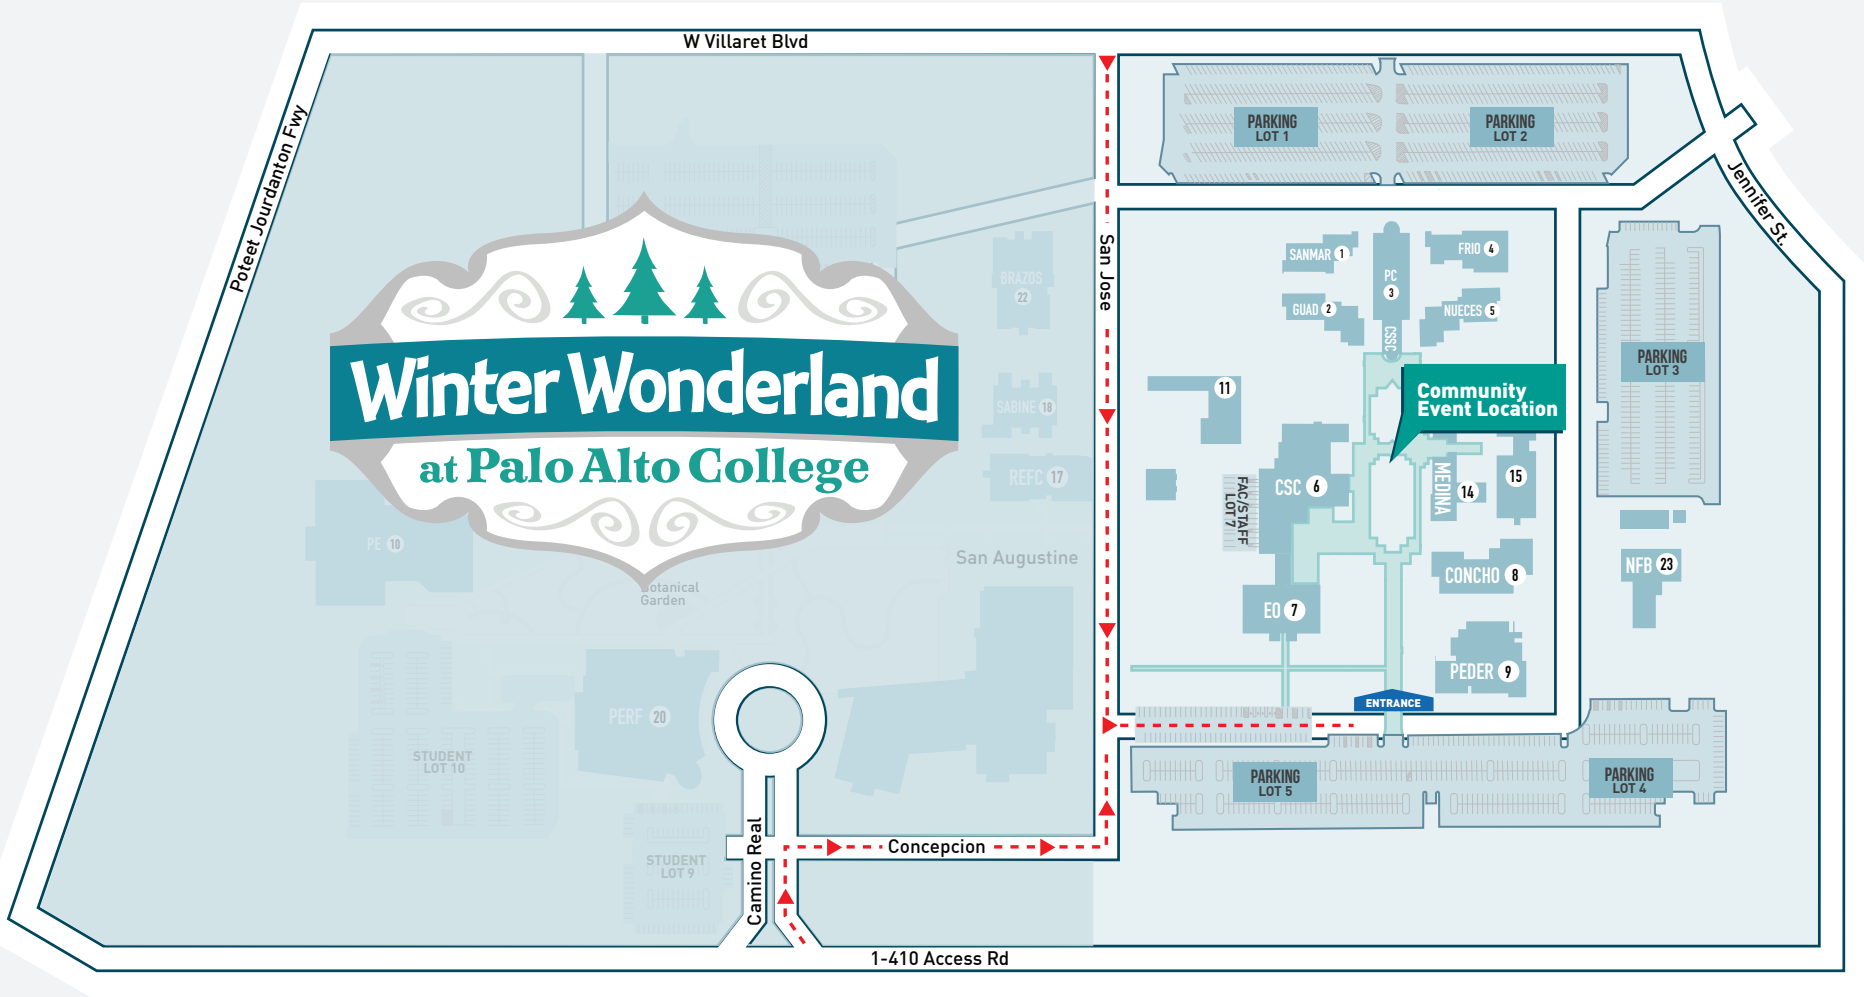 W Villaret Blvd
Poteet Jourdanton Fwy
PARKING
LOT 1
PARKING
LOT 2
Jennifer St.
San Jose
SANMAR 1
PC
3
FRIO 4
GUAD 2
NUECES 5
CSSC
BRAZOS
22
PARKING
LOT 3
Winter Wonderland
at Palo Alto College
11
Community
Event Location
SABINE 18
REFC 17
FAC/STAFF
LOT 7
CSC 6
MEDINA
14
15
PE 10
San Augustine
Botanical
Garden
CONCHO 8
NFB 23
EO 7
PEDER 9
ENTRANCE
PERF 20
STUDENT
LOT 10
PARKING
LOT 5
PARKING
LOT 4
Camino Real
Concepcion
STUDENT
LOT 9
1-410 Access Rd